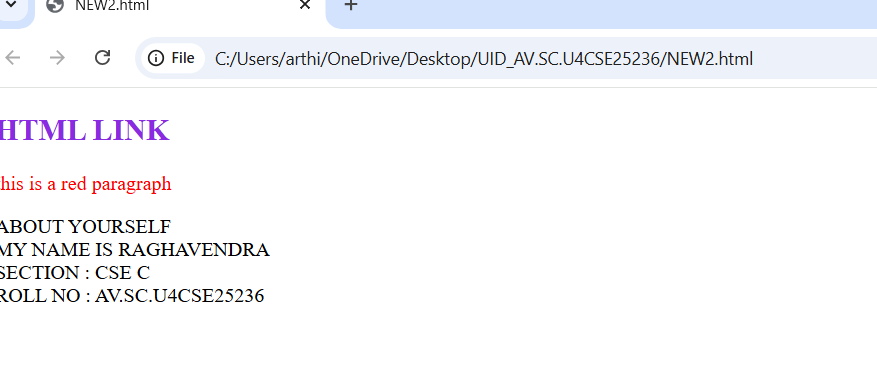 NEW2.html
File
C:/Users/arthi/OneDrive/Desktop/UID_AV.SC.U4CSE25236/NEW2.html
HTML LINK
this is a red paragraph
ABOUT YOURSELF
MY NAME IS RAGHAVENDRA
SECTION : CSE C
ROLL NO : AV.SC.U4CSE25236